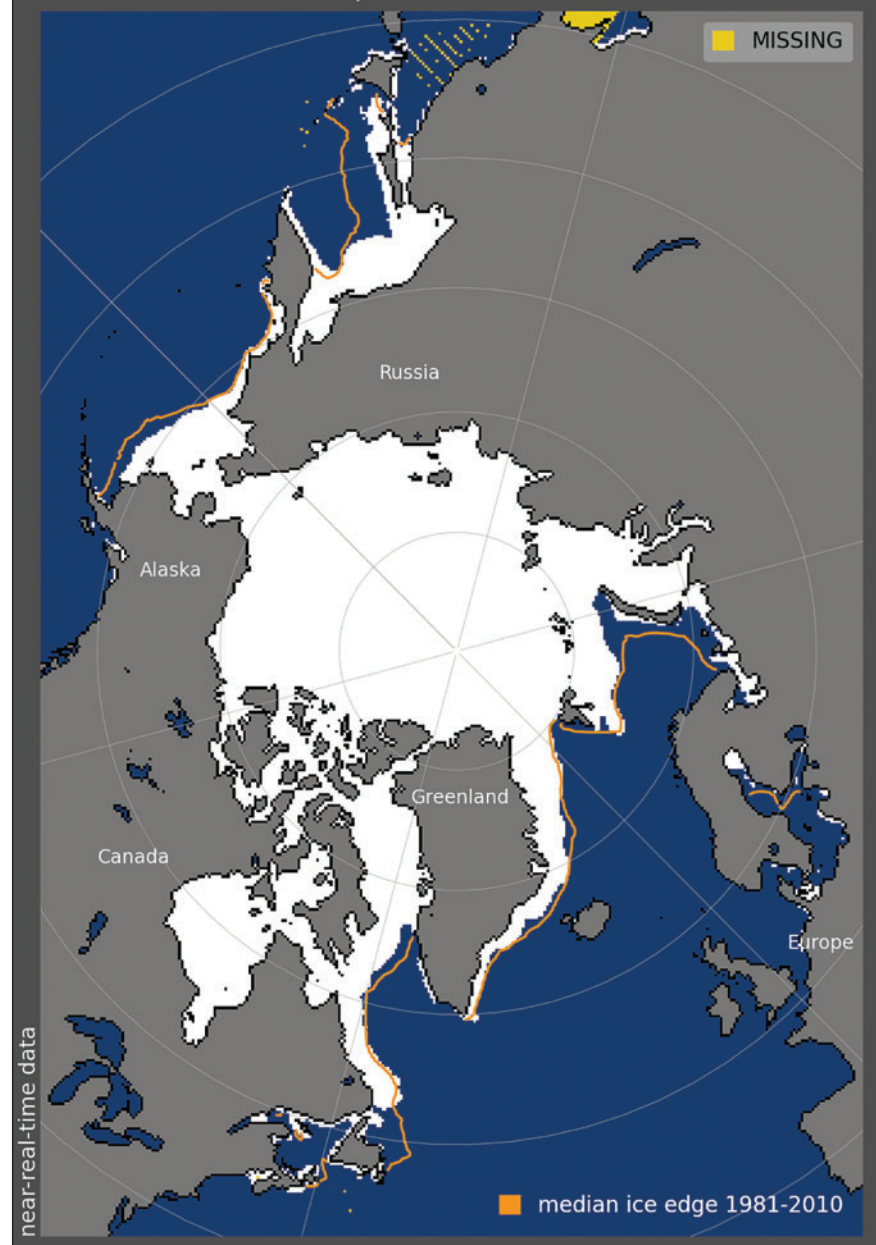 MISSING
Russia
Alaska
Greenland
Canada
Europe
near-real-time data
median ice edge 1981-2010